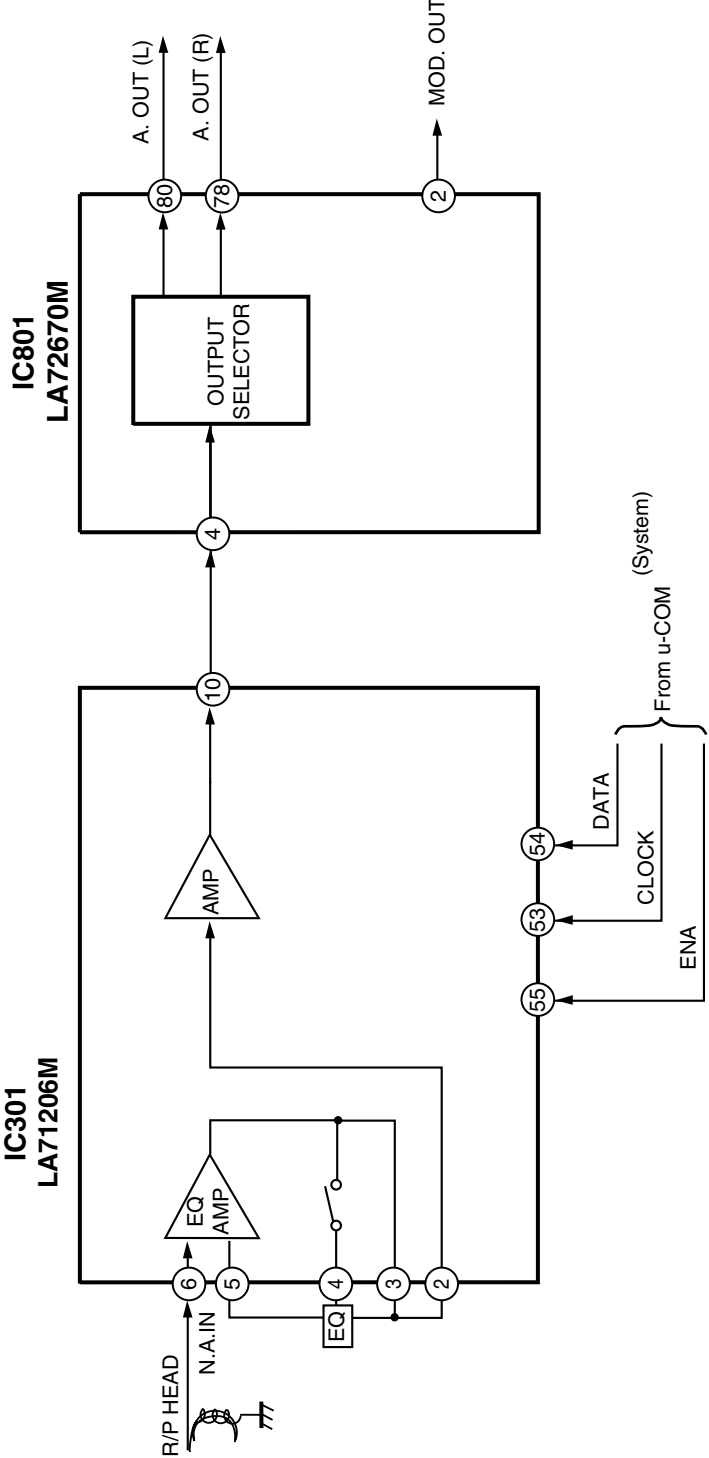 IC301
LA71206M
IC801
LA72670M
R/P HEAD
N.A.IN
6
5
4
3
2
EQ
EQ
AMP
AMP
10
4
OUTPUT
SELECTOR
80
78
2
A. OUT (L)
A. OUT (R)
MOD. OUT
55
53
54
ENA
CLOCK
DATA
From u-COM
(System)